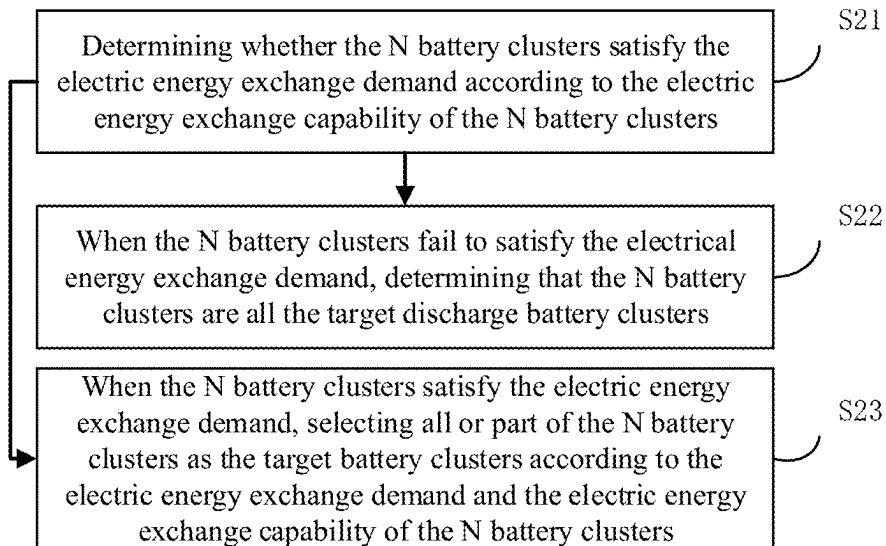 S21
Determining whether the N battery clusters satisfy the
electric energy exchange demand according to the electric
energy exchange capability of the N battery clusters
S22
When the N battery clusters fail to satisfy the electrical
energy exchange demand, determining that the N battery
clusters are all the target discharge battery clusters
S23
When the N battery clusters satisfy the electric energy
exchange demand, selecting all or part of the N battery
clusters as the target battery clusters according to the
electric energy exchange demand and the electric energy
exchange capability of the N battery clusters